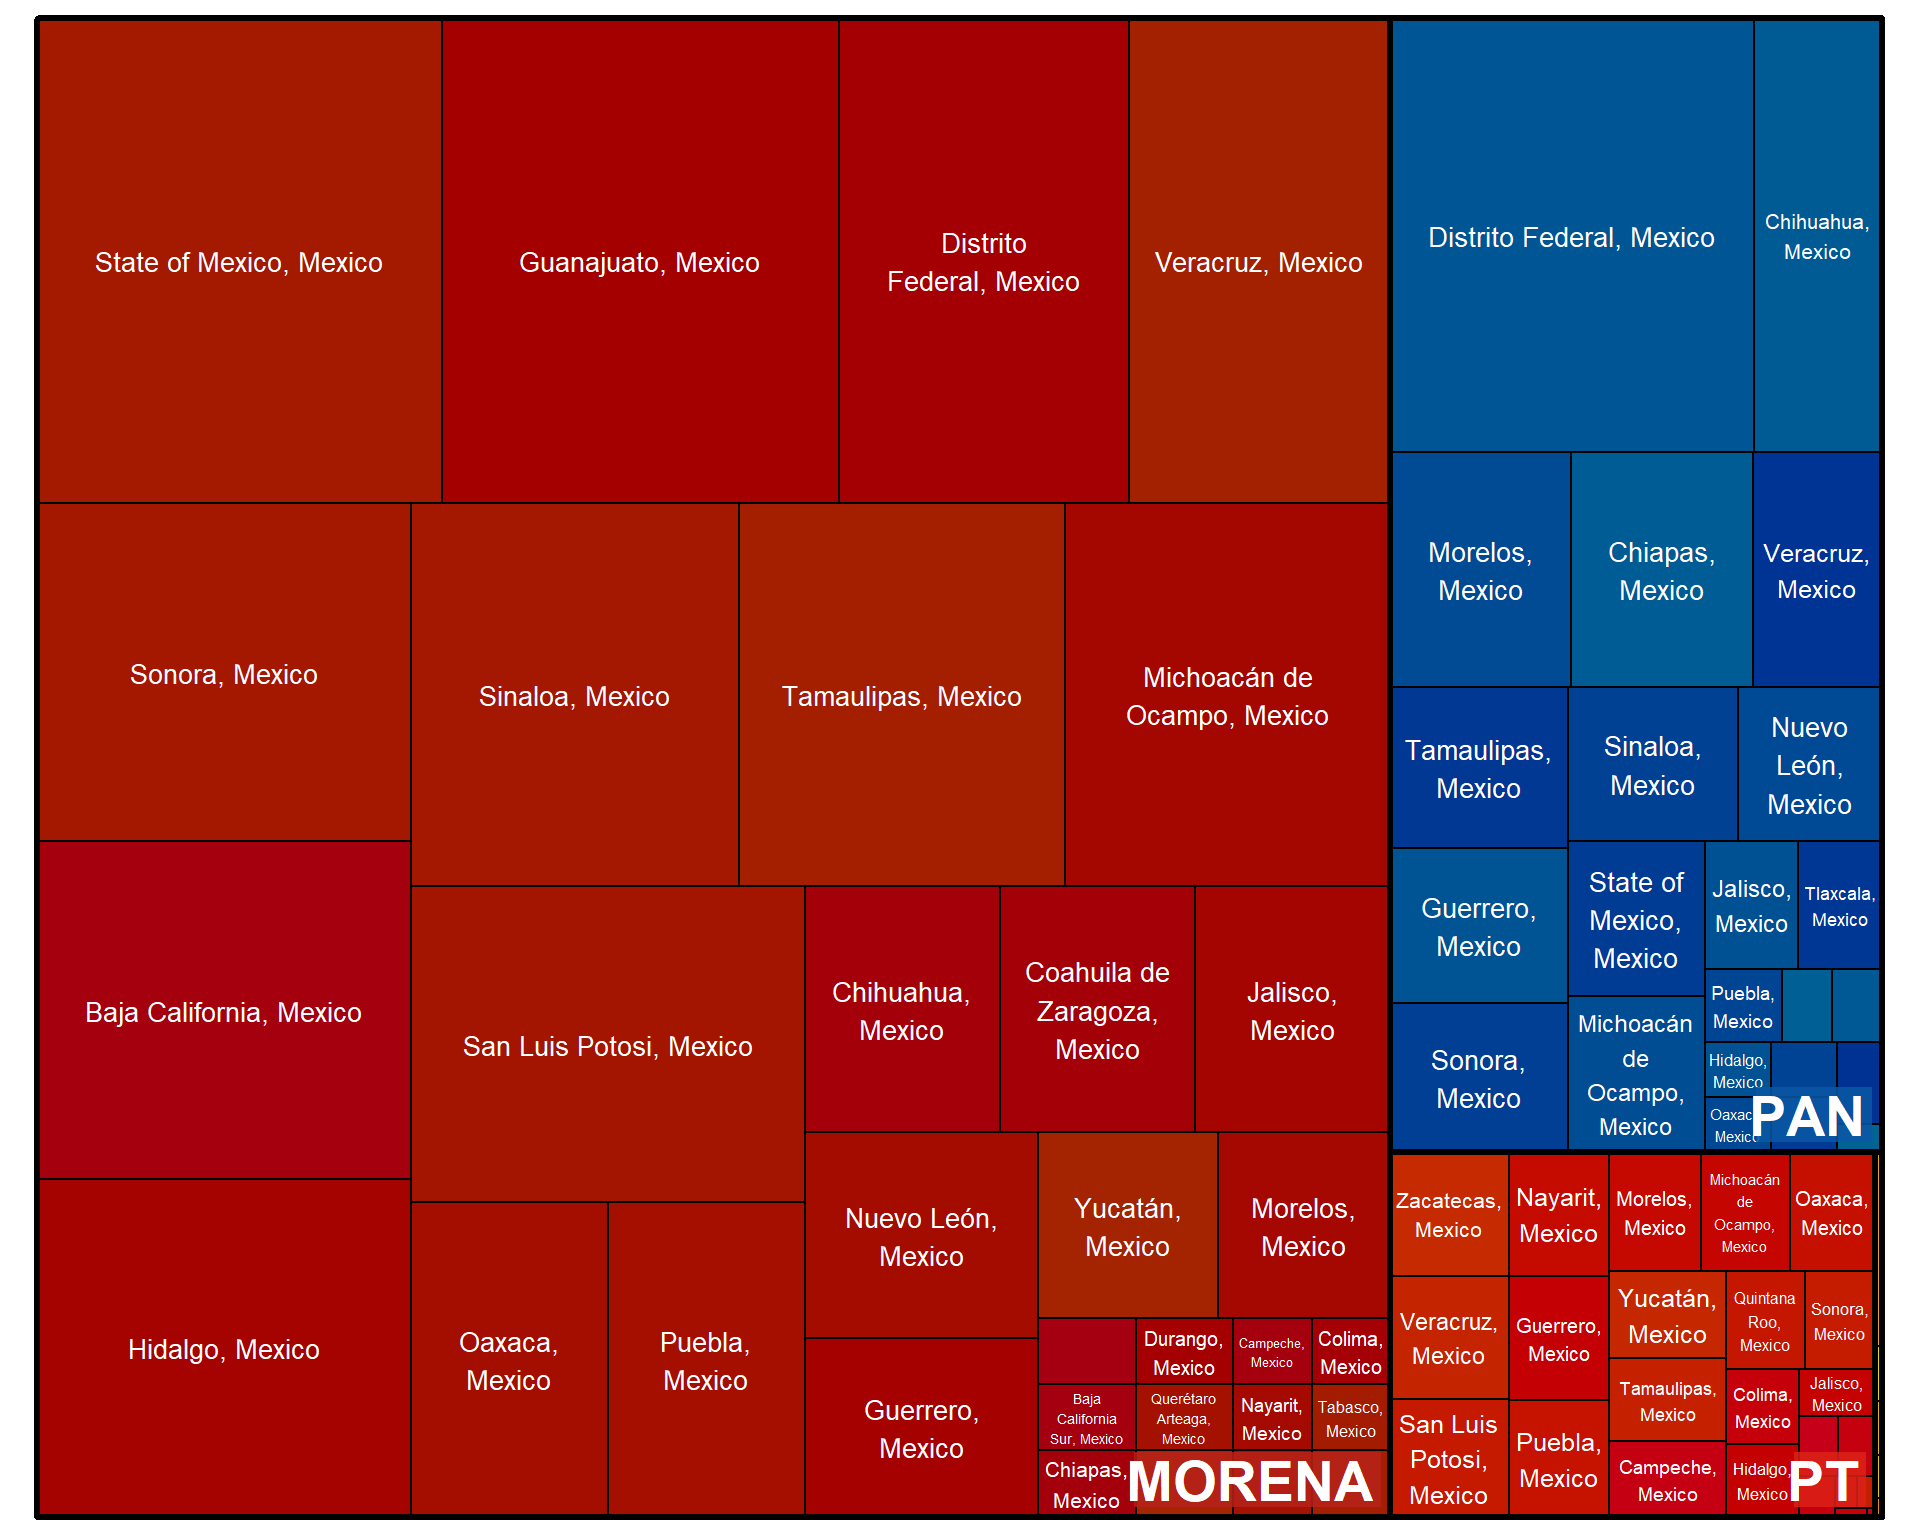 State of Mexico, Mexico
Guanajuato, Mexico
Distrito
Federal, Mexico
Veracruz, Mexico
Sonora, Mexico
Sinaloa, Mexico
Tamaulipas, Mexico
Michoacán de
Ocampo, Mexico
Baja California, Mexico
San Luis Potosi, Mexico
Chihuahua,
Mexico
Coahuila de
Zaragoza,
Mexico
Jalisco,
Mexico
Hidalgo, Mexico
Oaxaca,
Mexico
Puebla,
Mexico
Nuevo León,
Mexico
Yucatán,
Mexico
Morelos,
Mexico
Guerrero,
Mexico
Durango,
Mexico
Campeche,
Mexico
Colima,
Mexico
Baja
California
Sur, Mexico
Querétaro
Arteaga,
Mexico
Nayarit,
Mexico
Tabasco,
Mexico
Chiapas,
Mexico
MORENA
Distrito Federal, Mexico
Chihuahua,
Mexico
Morelos,
Mexico
Chiapas,
Mexico
Veracruz,
Mexico
Tamaulipas,
Mexico
Sinaloa,
Mexico
Nuevo
León,
Mexico
Guerrero,
Mexico
State of
Mexico,
Mexico
Jalisco,
Mexico
Tlaxcala,
Mexico
Sonora,
Mexico
Michoacán
de
Ocampo,
Mexico
Puebla,
Mexico
Hidalgo,
Mexico
Oaxac
Mexic
PAN
Zacatecas,
Mexico
Nayarit,
Mexico
Morelos,
Mexico
Michoacán
de
Ocampo,
Mexico
Oaxaca,
Mexico
Veracruz,
Mexico
Guerrero,
Mexico
Yucatán,
Mexico
Quintana
Roo,
Mexico
Sonora,
Mexico
Tamaulipas,
Mexico
Colima,
Mexico
Jalisco,
Mexico
San Luis
Potosi,
Mexico
Puebla,
Mexico
Campeche,
Mexico
Hidalgo,
Mexico
PT